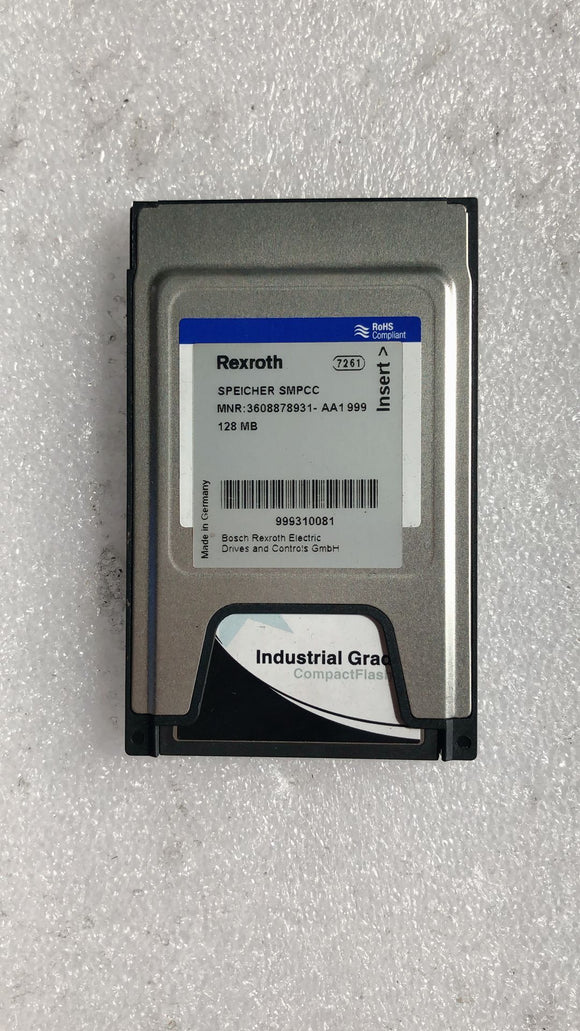 RoHS
Compliant
Rexroth
7261
Insert >
SPEICHER SMPCC
MNR:3608878931- AA1 999
128 MB
Made in Germany
999310081
Bosch Rexroth Electric
Drives and Controls GmbH
Industrial Grad
CompactFlash